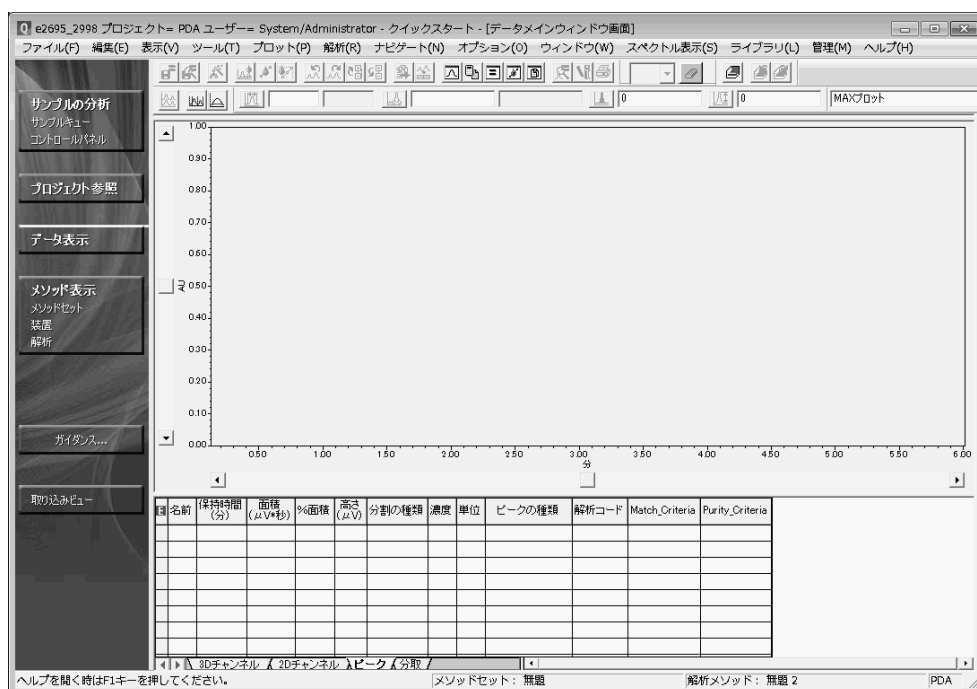 e2695_2998 プロジェクト= PDA ユーザー= System/Administrator - クイックスタート - [データメインウィンドウ画面]
ファイル(F) 編集(E) 表示(V) ツール(T) プロット(P) 解析(R) ナビゲート(N) オプション(O) ウィンドウ(W) スペクトル表示(S) ライブラリ(L) 管理(M) ヘルプ(H)
0 0 MAXプロット
サンプルの分析
サンプルキュー
コントロールパネル
プロジェクト参照
データ表示
メソッド表示
メソッドセット
装置
解析
ガイダンス...
取り込みビュー
1.00
0.90
0.80
0.70
0.60
0.50
0.40
0.30
0.20
0.10
0.00
AU
0.50 1.00 1.50 2.00 2.50 3.00 3.50 4.00 4.50 5.00 5.50 6.00
分
名前 保持時間(分) 面積(μV*秒) %面積 高さ(μV) 分割の種類 濃度 単位 ピークの種類 解析コード Match_Criteria Purity_Criteria
3Dチャンネル 2Dチャンネル ピーク 分取
ヘルプを開く時はF1キーを押してください。 メソッドセット: 無題 解析メソッド: 無題 2 PDA